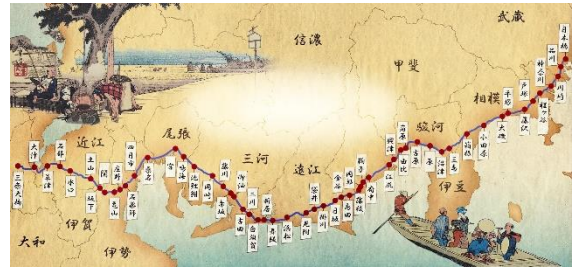 武蔵
信濃
甲斐
相模
駿河
伊豆
遠江
三河
尾張
近江
伊賀
伊勢
大和
日本橋
品川
川崎
神奈川
程ヶ谷
戸塚
藤沢
平塚
大磯
小田原
箱根
三島
沼津
原
吉原
蒲原
由比
興津
江尻
府中
鞠子
岡部
藤枝
島田
金谷
日坂
掛川
袋井
見附
浜松
舞坂
新居
白須賀
二川
吉田
御油
赤坂
藤川
岡崎
池鯉鮒
鳴海
宮
桑名
四日市
石薬師
庄野
亀山
関
坂下
土山
水口
石部
草津
大津
三条大橋